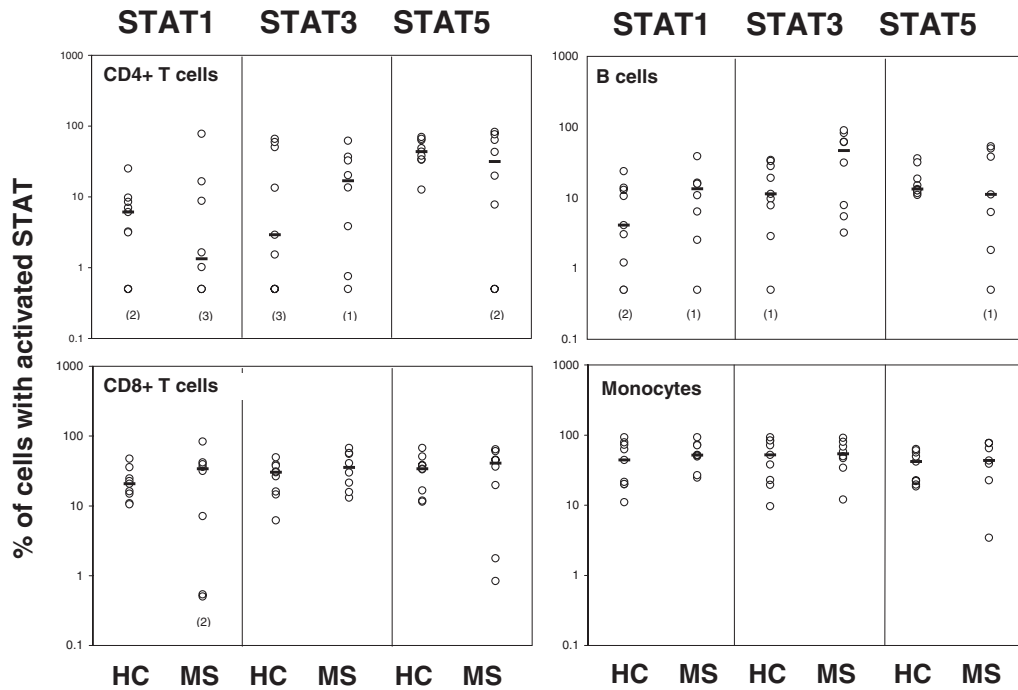 STAT1 STAT3 STAT5 STAT1 STAT3 STAT5
% of cells with activated STAT
1000
100
10
1
0.1
CD4+ T cells
(2) (3) (3) (1) (2)
1000
100
10
1
0.1
B cells
(2) (1) (1) (1)
1000
100
10
1
0.1
CD8+ T cells
(2)
1000
100
10
1
0.1
Monocytes
HC MS HC MS HC MS HC MS HC MS HC MS